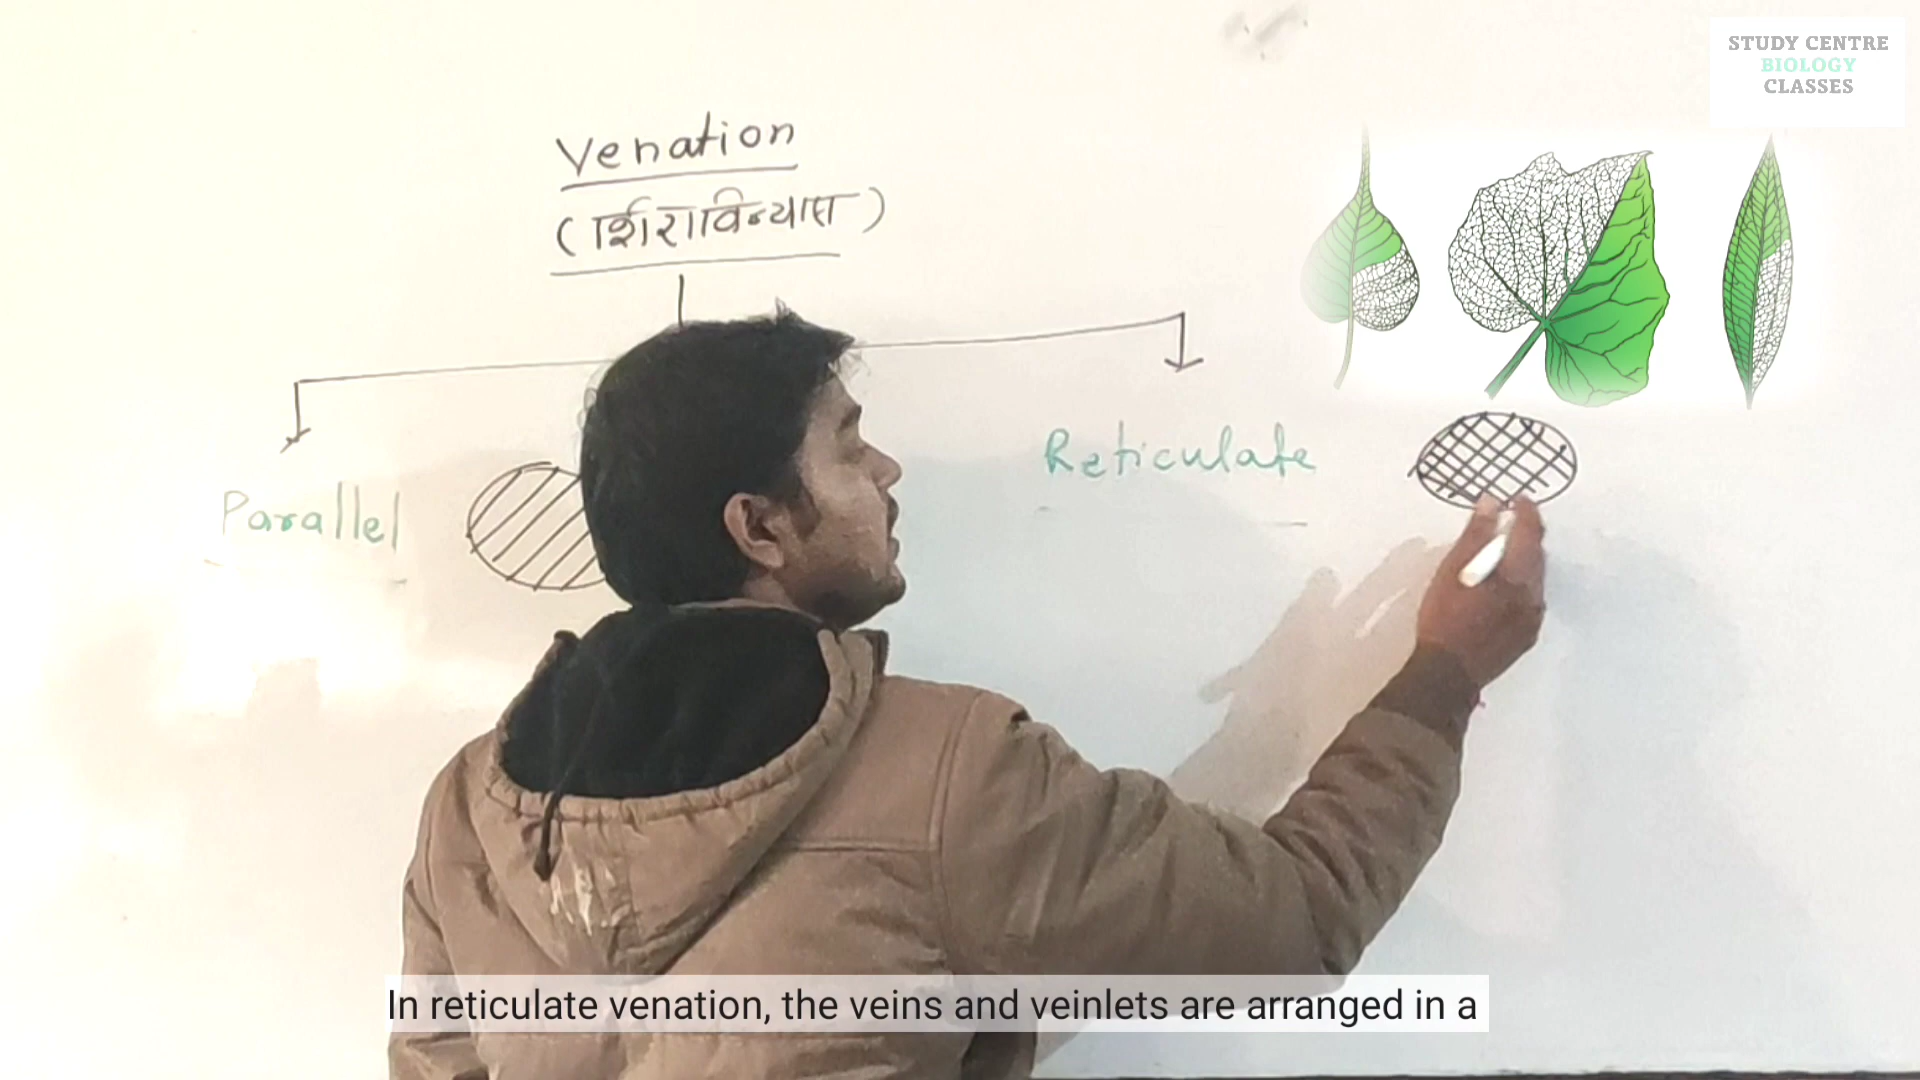 STUDY CENTRE
BIOLOGY
CLASSES
Venation
(शिराविन्यास)
Parallel
Reticulate
In reticulate venation, the veins and veinlets are arranged in a